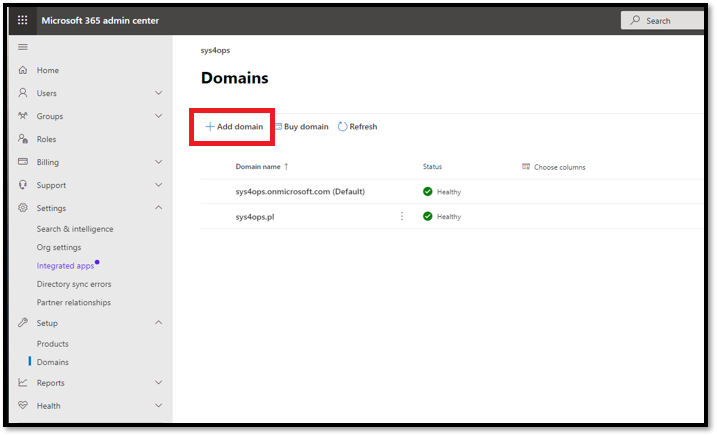 Microsoft 365 admin center
Search
Home
Users
Groups
Roles
Billing
Support
Settings
Search & intelligence
Org settings
Integrated apps
Directory sync errors
Partner relationships
Setup
Products
Domains
Reports
Health
sys4ops
Domains
Add domain Buy domain Refresh
Domain name ↑ Status Choose columns
sys4ops.onmicrosoft.com (Default) Healthy
sys4ops.pl Healthy